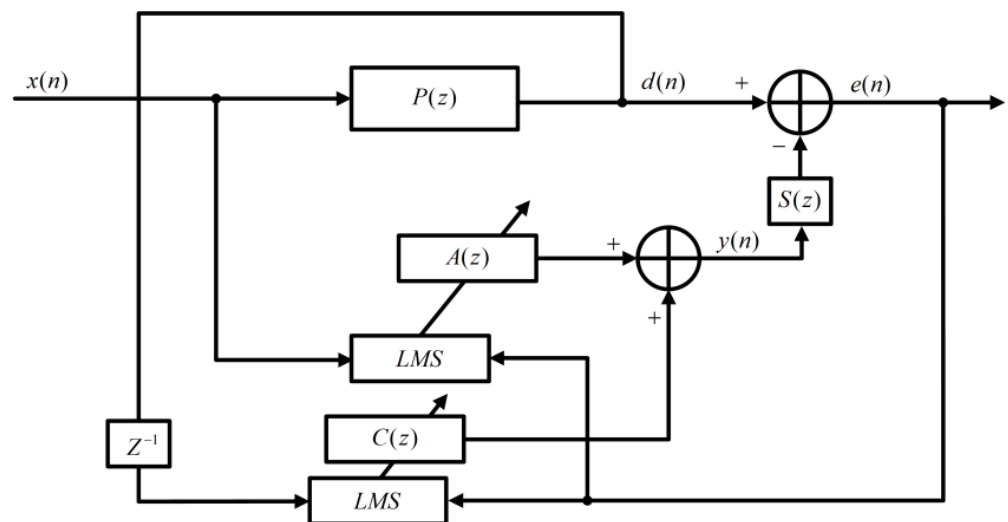 x(n)
P(z)
d(n)
+
e(n)
−
S(z)
A(z)
+
y(n)
+
LMS
C(z)
Z⁻¹
LMS